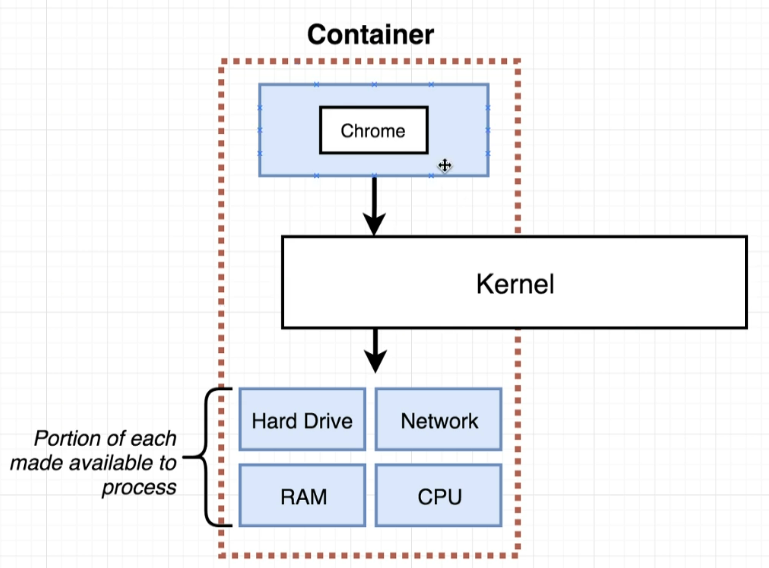 Container
Chrome
Kernel
Hard Drive
Network
Portion of each
made available to
process
RAM
CPU